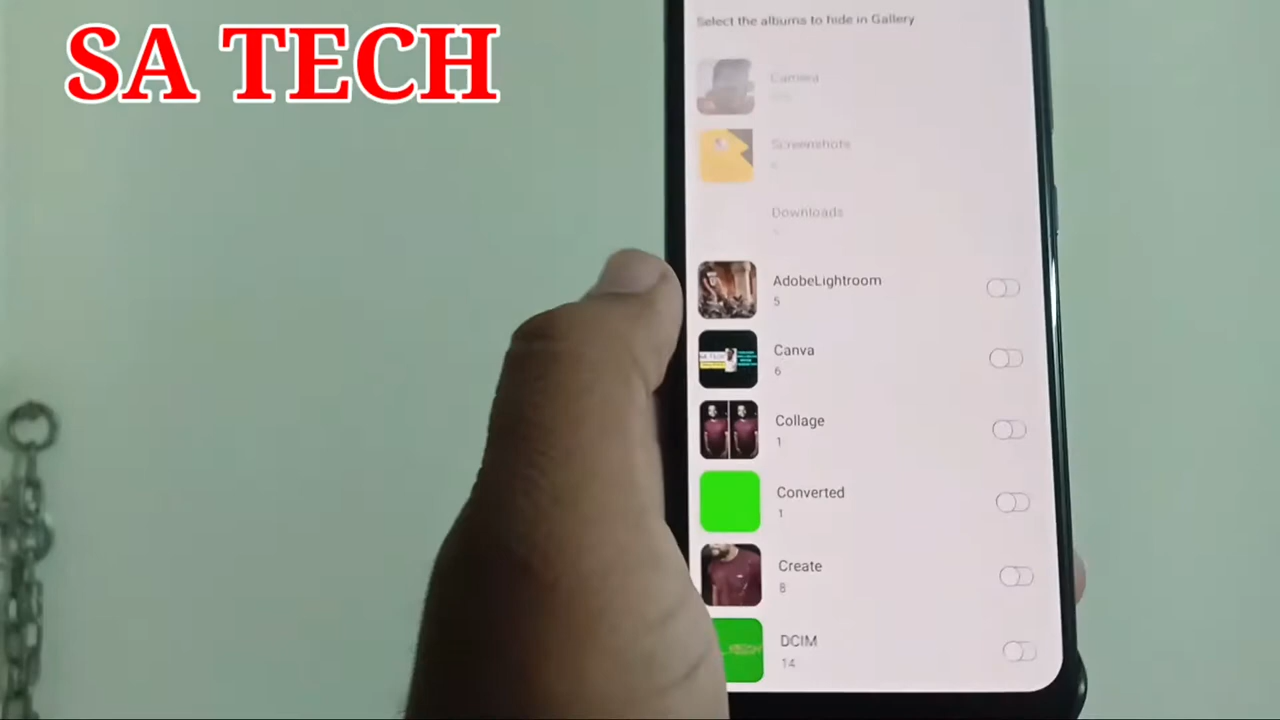 SA TECH
Select the albums to hide in Gallery
Camera
Screenshots
Downloads
AdobeLightroom
5
Canva
6
Collage
1
Converted
1
Create
8
DCIM
14